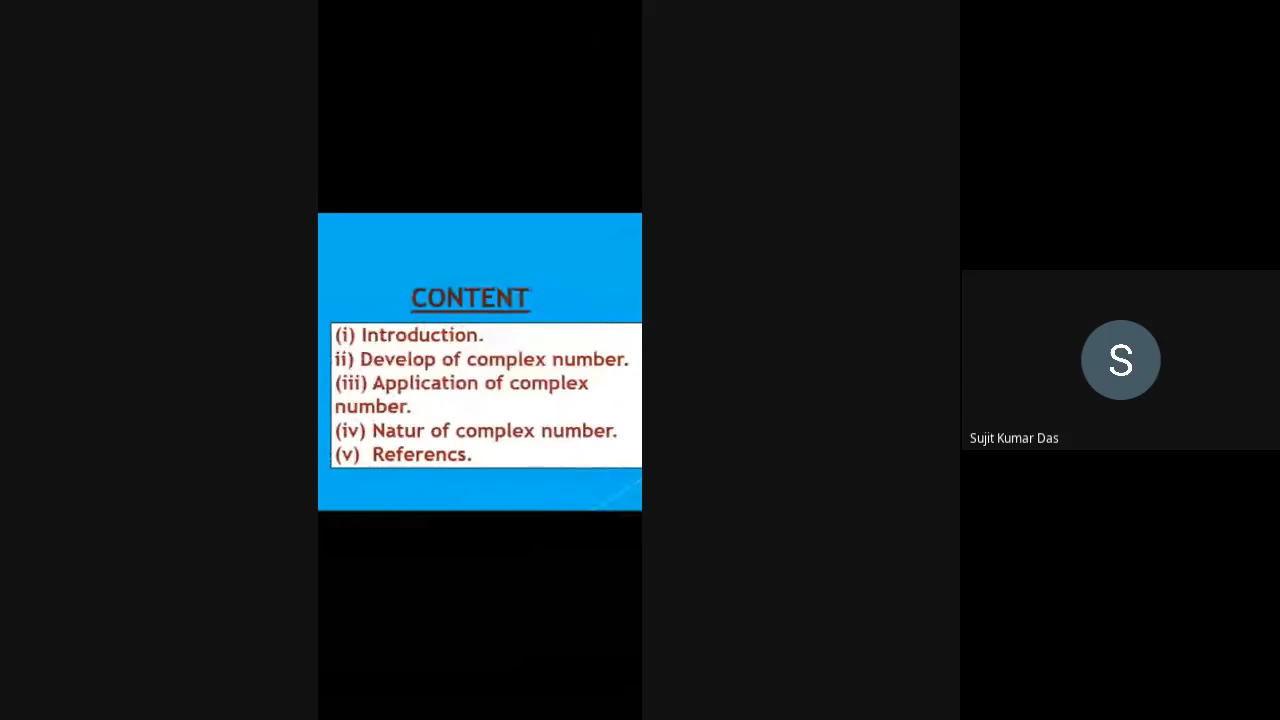 CONTENT
(i) Introduction.
ii) Develop of complex number.
(iii) Application of complex
number.
(iv) Natur of complex number.
(v) Referencs.
S
Sujit Kumar Das